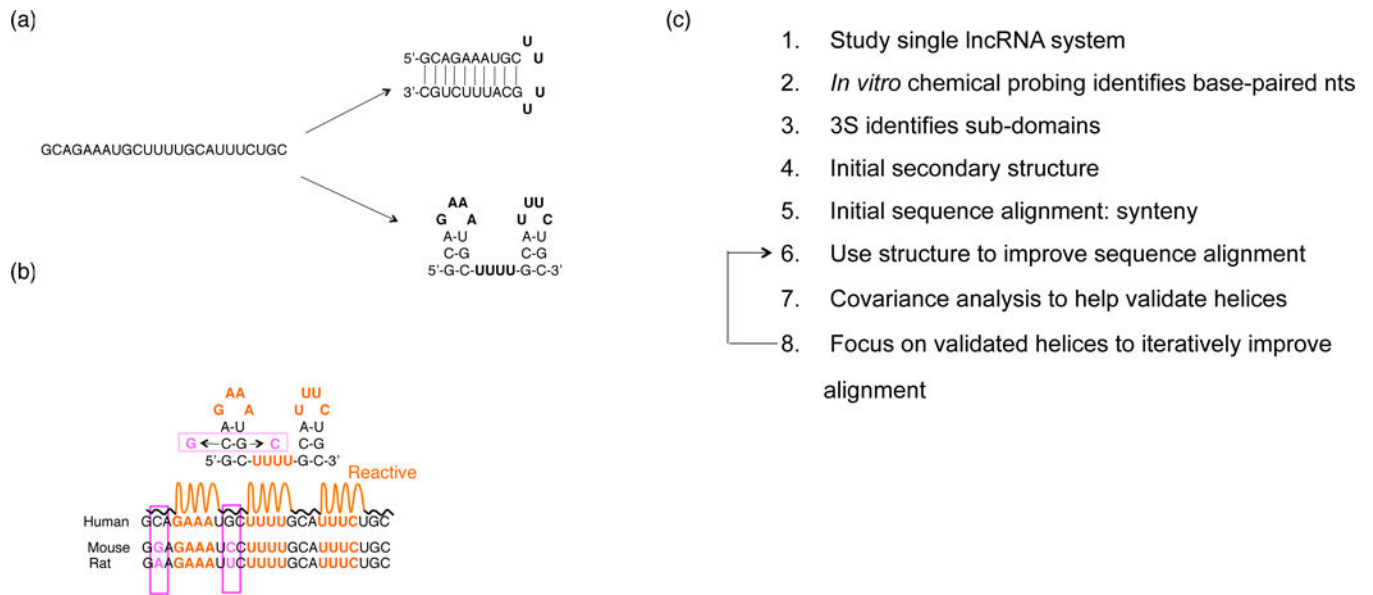 (a)
5'-GCAGAAAUGC
U
U
3'-CGUCUUUACG
U
U
GCAGAAAUGCUUUUGCAUUUCUGC
AA
UU
G A
U C
A-U
A-U
C-G
C-G
5'-G-C-UUUU-G-C-3'
(b)
AA
UU
G A
U C
A-U
A-U
G C-G C
C-G
5'-G-C-UUUU-G-C-3'
Reactive
Human GCAGAAAUGCUUUUGCAUUUCUGC
Mouse GGAGAAAUCCUUUUGCAUUUCUGC
Rat GAAGAAAUUCUUUUGCAUUUCUGC
(c)
1. Study single lncRNA system
2. In vitro chemical probing identifies base-paired nts
3. 3S identifies sub-domains
4. Initial secondary structure
5. Initial sequence alignment: synteny
6. Use structure to improve sequence alignment
7. Covariance analysis to help validate helices
8. Focus on validated helices to iteratively improve
alignment